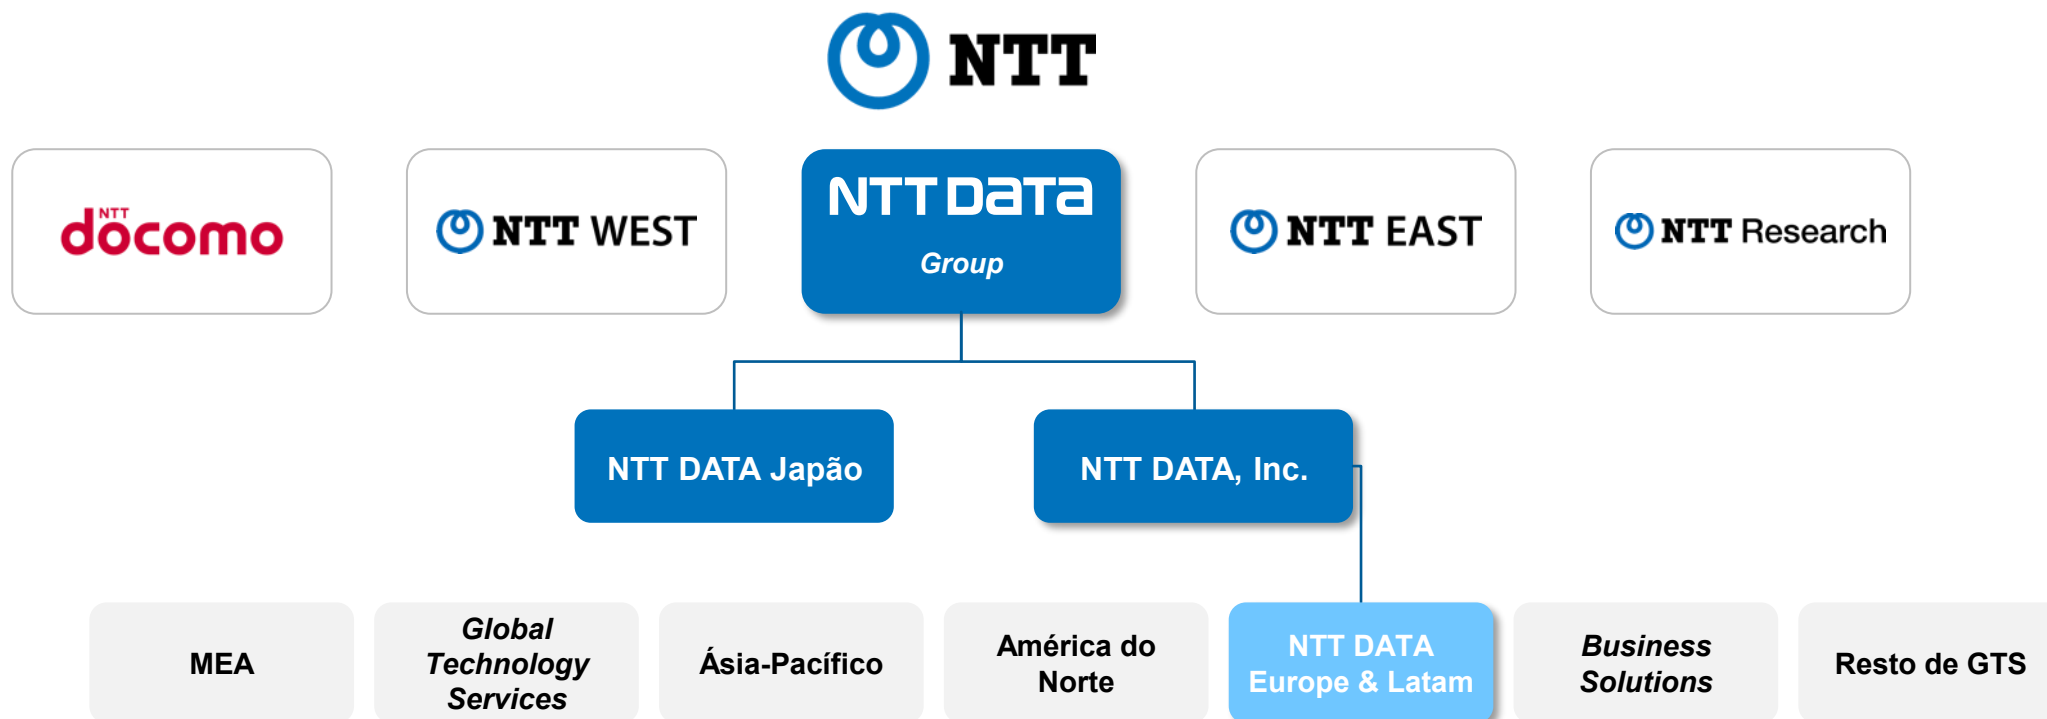 NTT
NTT
docomo
NTT WEST
NTT DATA
Group
NTT EAST
NTT Research
NTT DATA Japão
NTT DATA, Inc.
MEA
Global
Technology
Services
Ásia-Pacífico
América do
Norte
NTT DATA
Europe & Latam
Business
Solutions
Resto de GTS